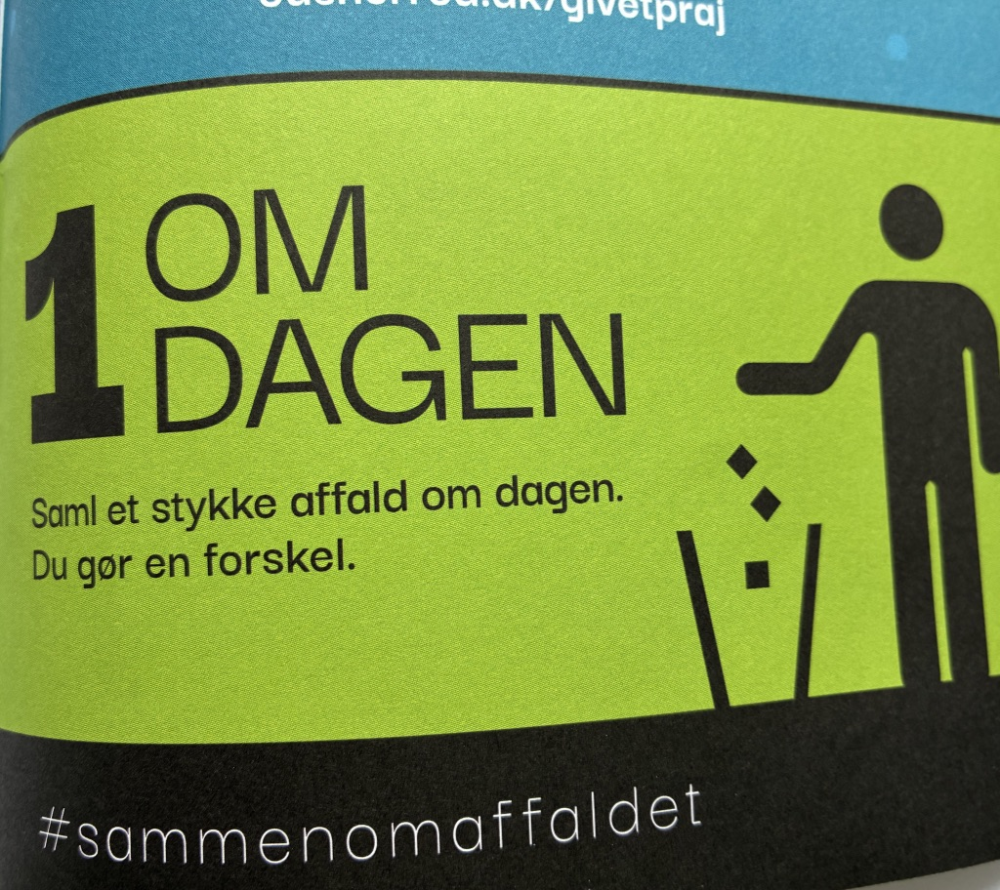 1 OM
DAGEN
Saml et stykke affald om dagen.
Du gør en forskel.
#sammenomaffaldet